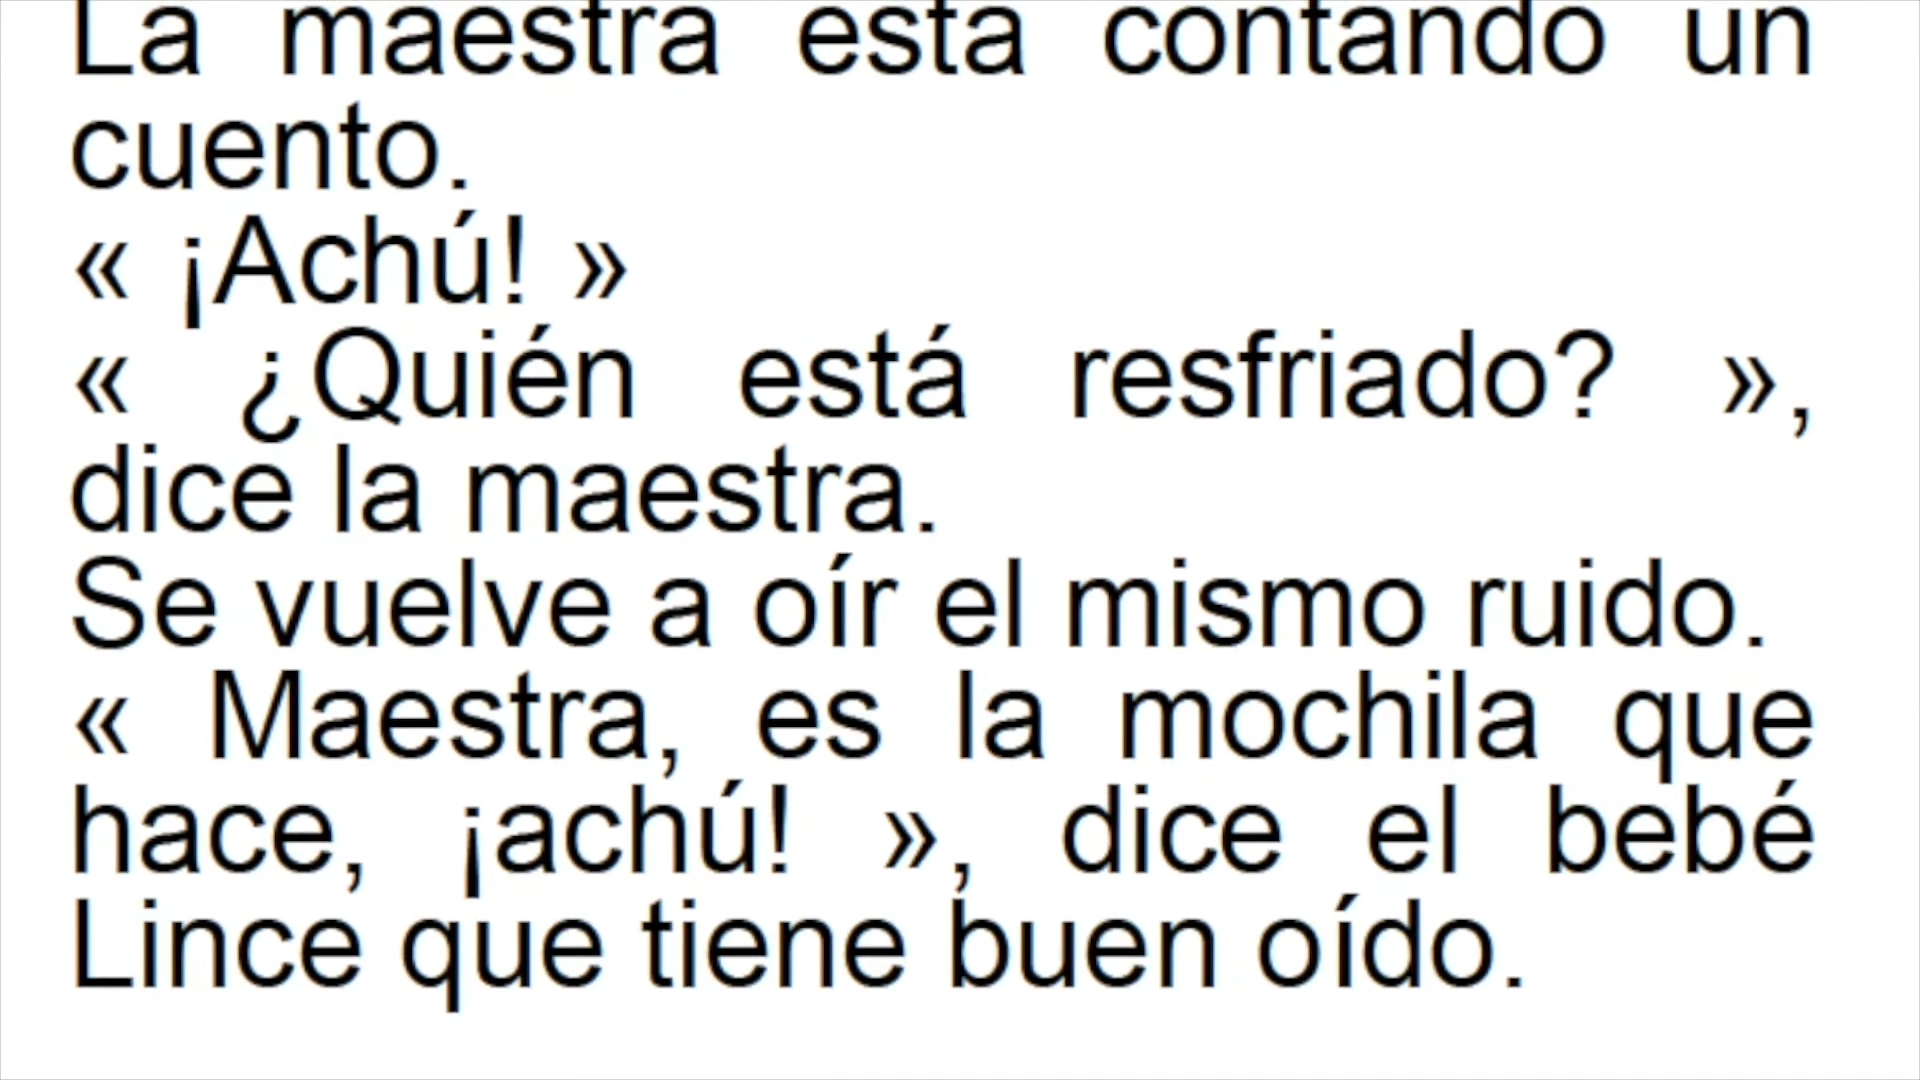 La maestra está contando un
cuento.
« ¡Achú! »
« ¿Quién está resfriado? »,
dice la maestra.
Se vuelve a oír el mismo ruido.
« Maestra, es la mochila que
hace, ¡achú! », dice el bebé
Lince que tiene buen oído.